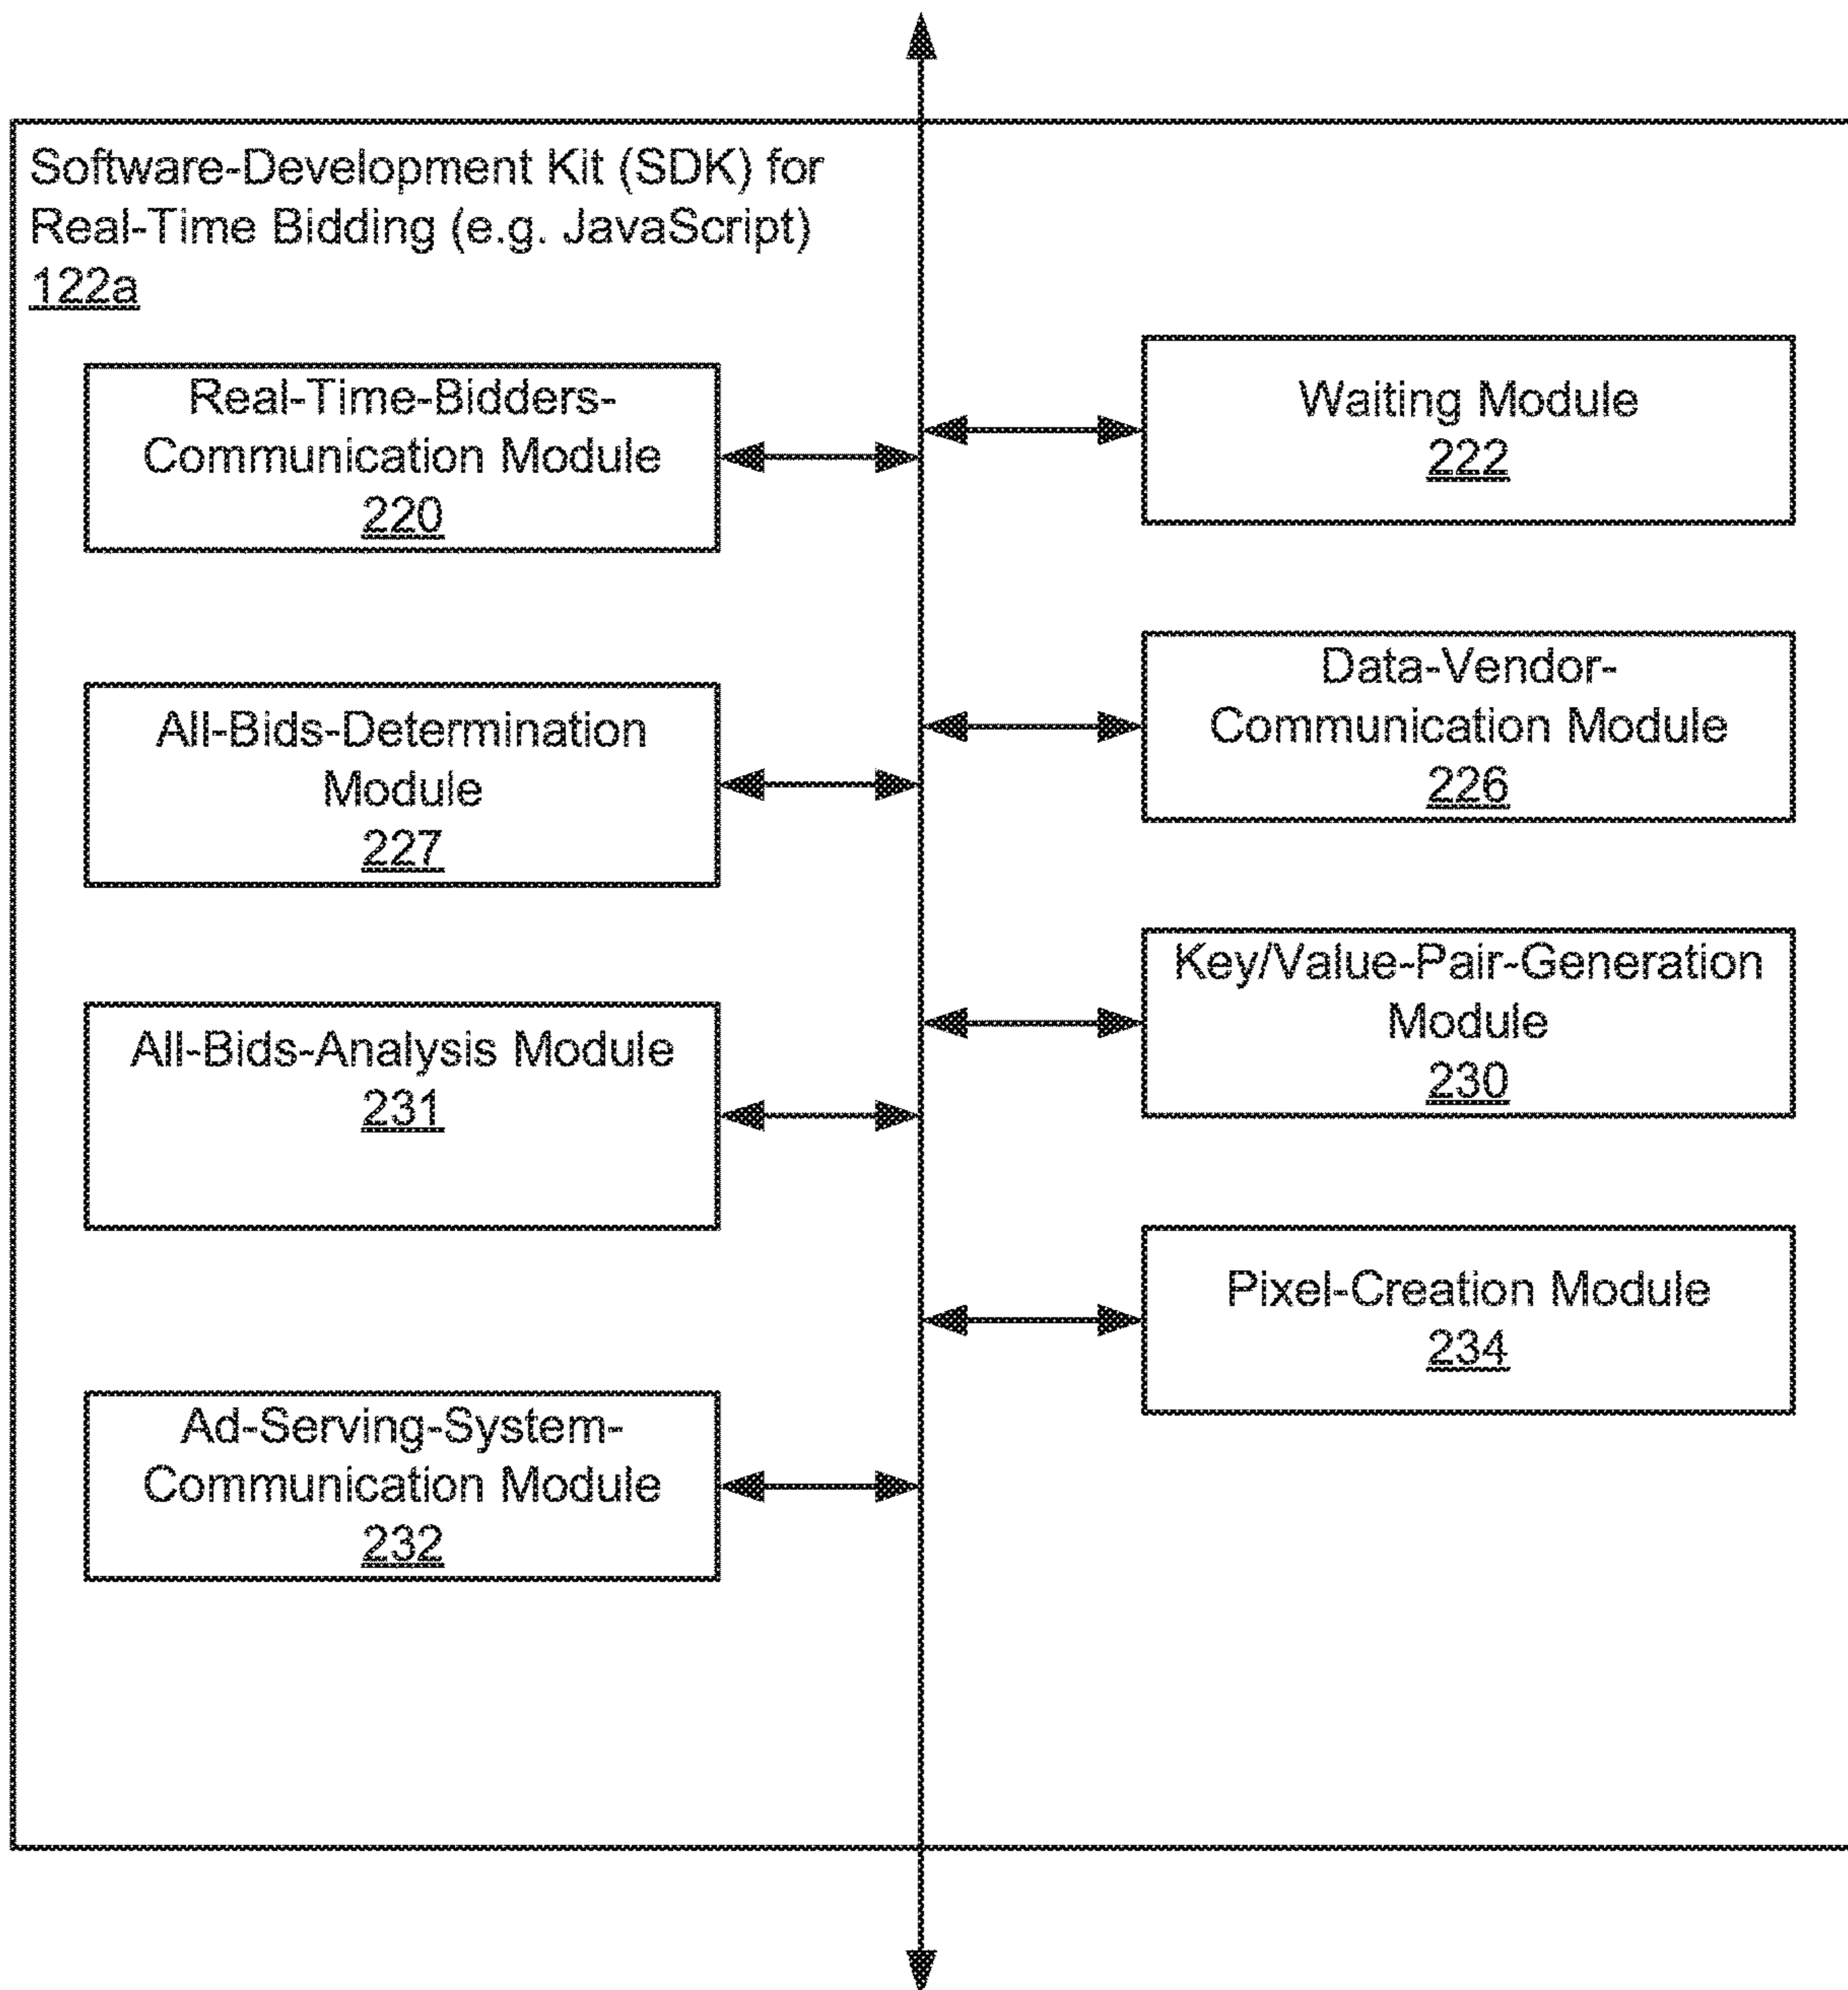 Software-Development Kit (SDK) for
Real-Time Bidding (e.g. JavaScript)
122a
Real-Time-Bidders-
Communication Module
220
Waiting Module
222
Data-Vendor-
Communication Module
226
All-Bids-Determination
Module
227
Key/Value-Pair-Generation
Module
230
All-Bids-Analysis Module
231
Pixel-Creation Module
234
Ad-Serving-System-
Communication Module
232